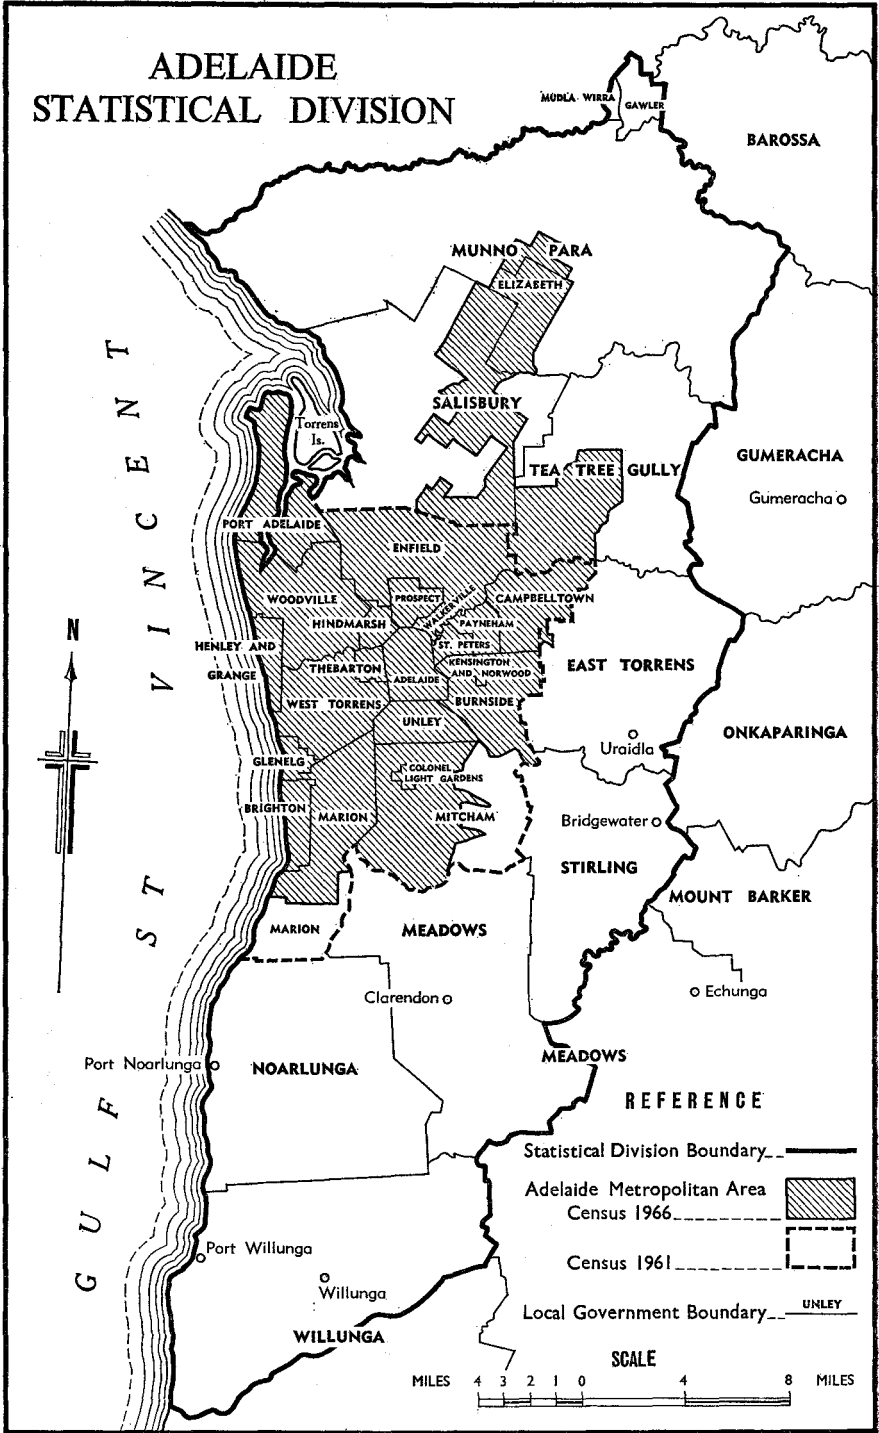 ADELAIDE
STATISTICAL DIVISION
MUDLA WIRRA
GAWLER
BAROSSA
MUNNO PARA
ELIZABETH
SALISBURY
Torrens
Is.
TEA TREE GULLY
GUMERACHA
Gumeracha
PORT ADELAIDE
ENFIELD
WOODVILLE
PROSPECT
WALKERVILLE
CAMPBELLTOWN
HINDMARSH
PAYNEHAM
ST. PETERS
HENLEY AND
GRANGE
THEBARTON
ADELAIDE
KENSINGTON
AND NORWOOD
EAST TORRENS
WEST TORRENS
BURNSIDE
UNLEY
Uraidla
ONKAPARINGA
GLENELG
COLONEL
LIGHT GARDENS
BRIGHTON
MARION
MITCHAM
Bridgewater
STIRLING
MOUNT BARKER
MARION
MEADOWS
Clarendon
Echunga
Port Noarlunga
NOARLUNGA
MEADOWS
Port Willunga
Willunga
WILLUNGA
GULF ST VINCENT
N
REFERENCE
Statistical Division Boundary
Adelaide Metropolitan Area
Census 1966
Census 1961
Local Government Boundary
UNLEY
SCALE
MILES 4 3 2 1 0 4 8 MILES